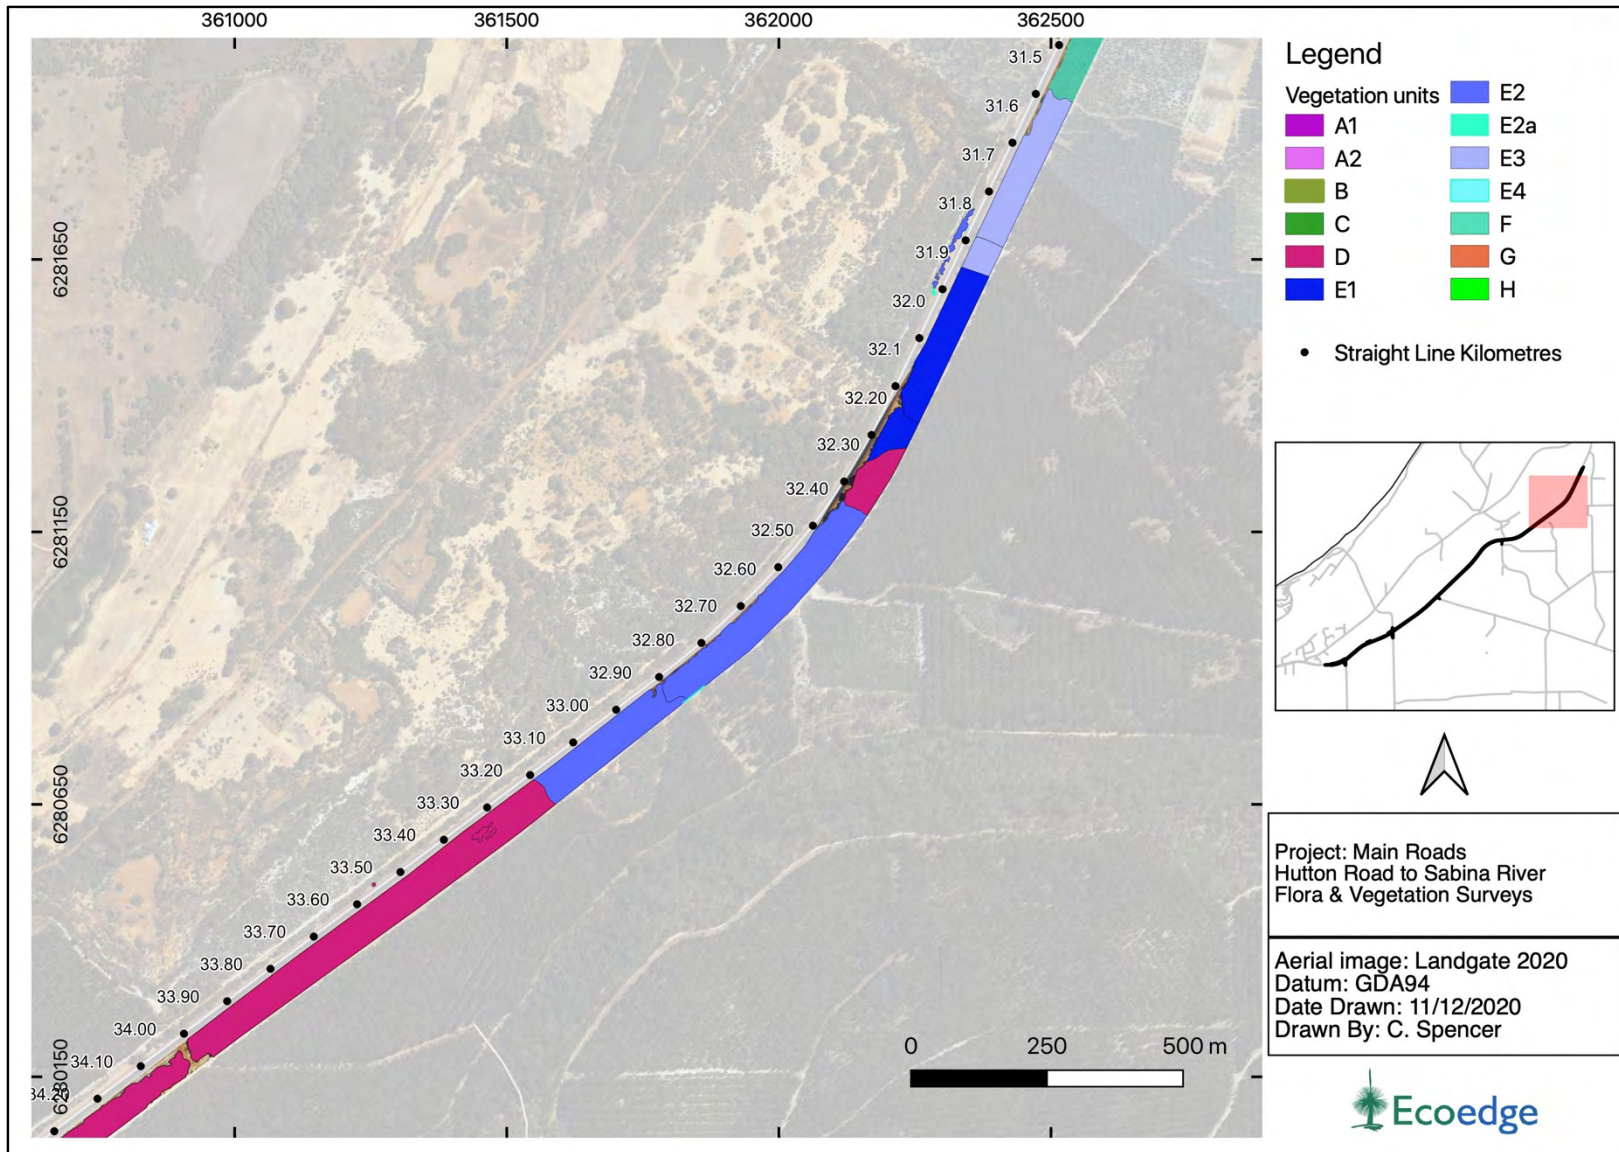 361000
361500
362000
362500
6281650
6281150
6280650
6280150
31.5
31.6
31.7
31.8
31.9
32.0
32.1
32.20
32.30
32.40
32.50
32.60
32.70
32.80
32.90
33.00
33.10
33.20
33.30
33.40
33.50
33.60
33.70
33.80
33.90
34.00
34.10
34.20
0 250 500 m
Legend
Vegetation units
A1
A2
B
C
D
E1
E2
E2a
E3
E4
F
G
H
Straight Line Kilometres
Project: Main Roads
Hutton Road to Sabina River
Flora & Vegetation Surveys
Aerial image: Landgate 2020
Datum: GDA94
Date Drawn: 11/12/2020
Drawn By: C. Spencer
Ecoedge